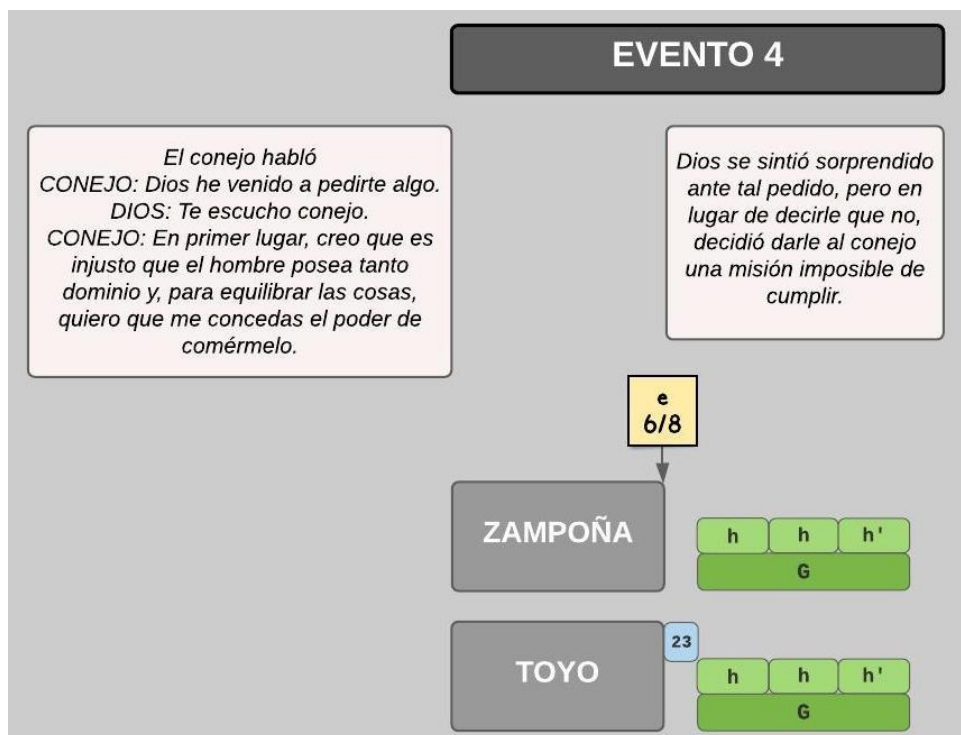 EVENTO 4
El conejo habló
CONEJO: Dios he venido a pedirte algo.
DIOS: Te escucho conejo.
CONEJO: En primer lugar, creo que es
injusto que el hombre posea tanto
dominio y, para equilibrar las cosas,
quiero que me concedas el poder de
comérmelo.
Dios se sintió sorprendido
ante tal pedido, pero en
lugar de decirle que no,
decidió darle al conejo
una misión imposible de
cumplir.
e
6/8
ZAMPOÑA
h h h'
G
TOYO
23
h h h'
G